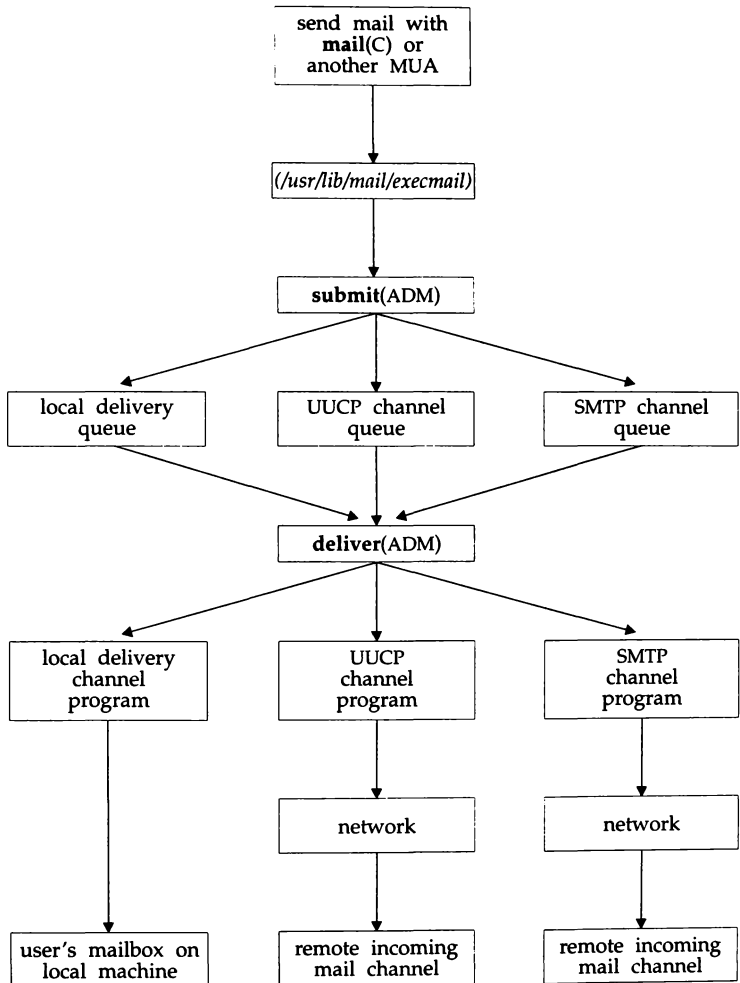 send mail with
mail(C) or
another MUA
(/usr/lib/mail/execmail)
submit(ADM)
local delivery
queue
UUCP channel
queue
SMTP channel
queue
deliver(ADM)
local delivery
channel
program
UUCP
channel
program
SMTP
channel
program
network
network
user's mailbox on
local machine
remote incoming
mail channel
remote incoming
mail channel